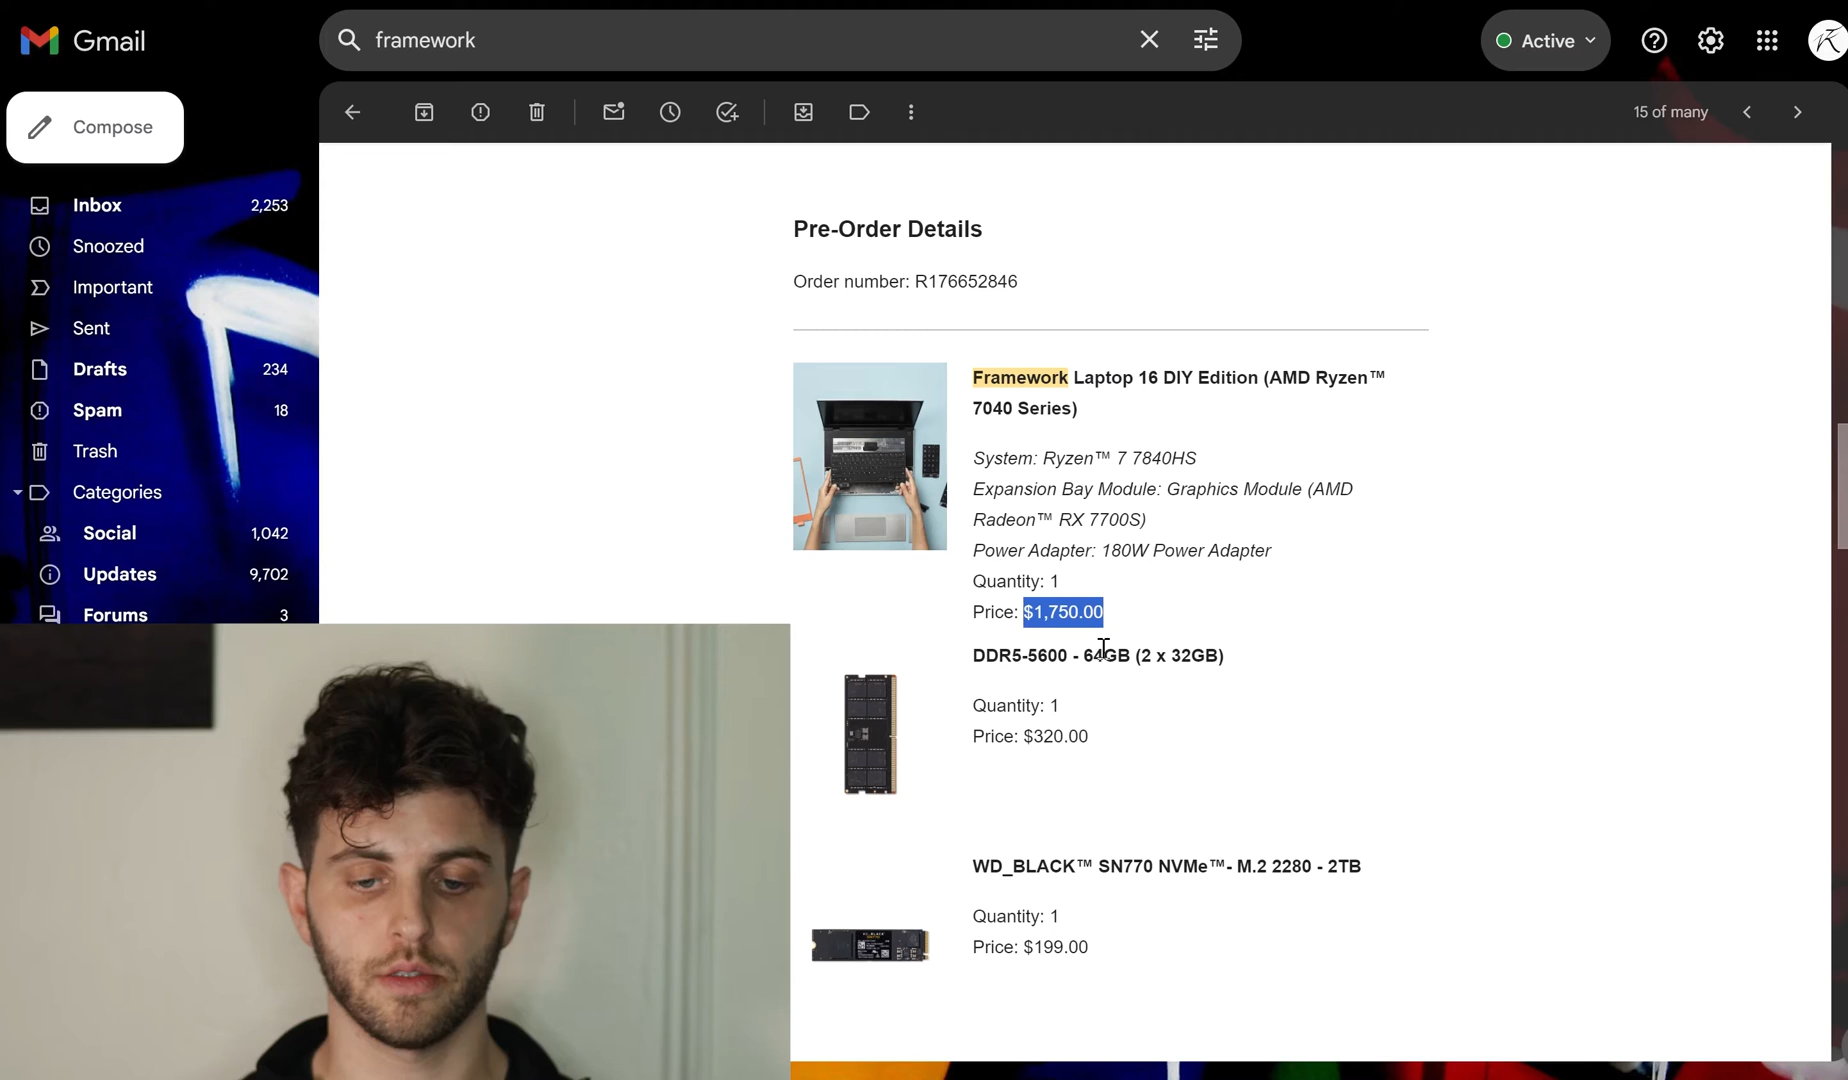 Gmail
framework
Active
Compose
15 of many
Inbox 2,253
Snoozed
Important
Sent
Drafts 234
Spam 18
Trash
Categories
Social 1,042
Updates 9,702
Forums 3
Pre-Order Details
Order number: R176652846
Framework Laptop 16 DIY Edition (AMD Ryzen™
7040 Series)
System: Ryzen™ 7 7840HS
Expansion Bay Module: Graphics Module (AMD
Radeon™ RX 7700S)
Power Adapter: 180W Power Adapter
Quantity: 1
Price: $1,750.00
DDR5-5600 - 64GB (2 x 32GB)
Quantity: 1
Price: $320.00
WD_BLACK™ SN770 NVMe™- M.2 2280 - 2TB
Quantity: 1
Price: $199.00